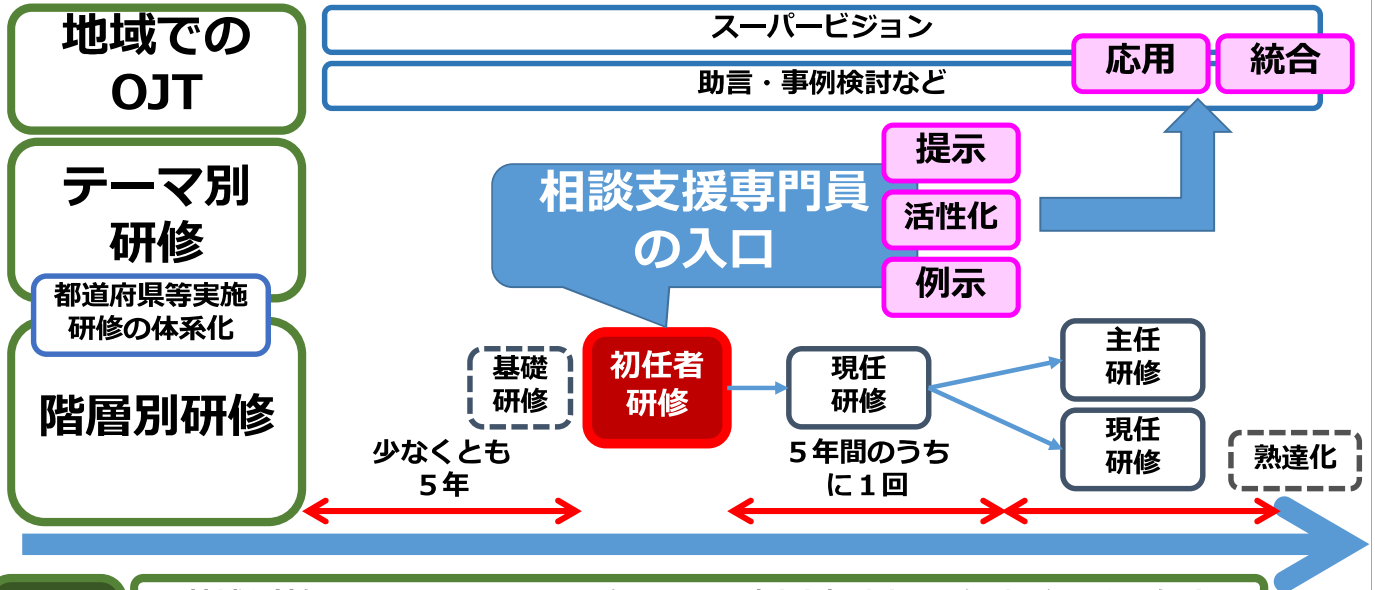 地域での
OJT
スーパービジョン
助言・事例検討など
応用
統合
テーマ別
研修
相談支援専門員
の入口
提示
活性化
例示
都道府県等実施
研修の体系化
階層別研修
基礎
研修
初任者
研修
現任
研修
主任
研修
現任
研修
熟達化
少なくとも
５年
５年間のうち
に１回